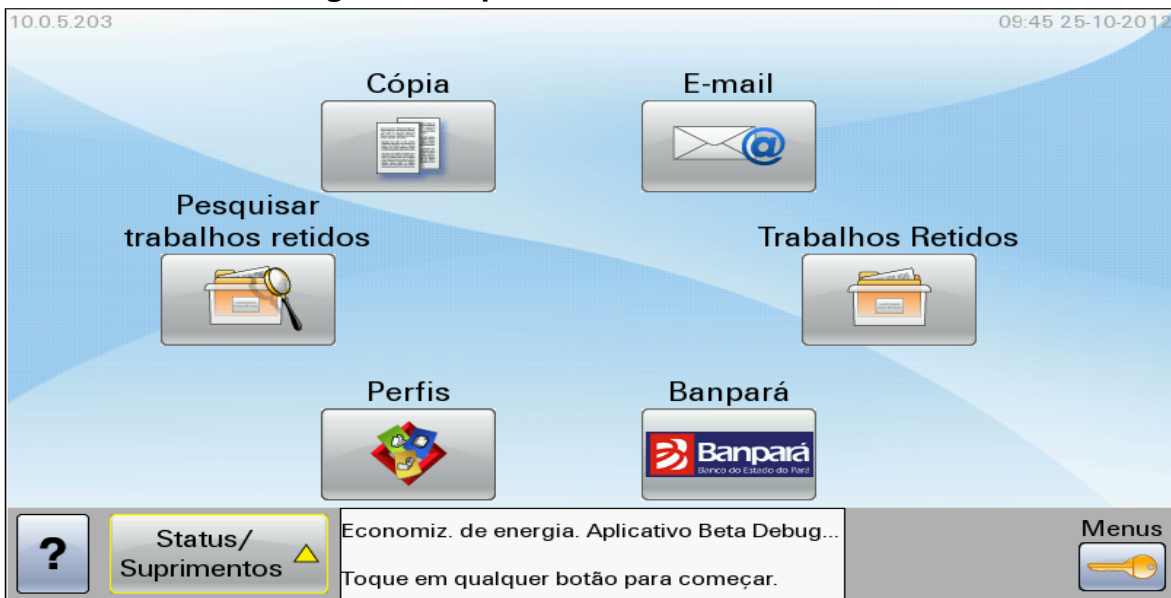 10.0.5.203
09:45 25-10-2012
Cópia
E-mail
Pesquisar
trabalhos retidos
Trabalhos Retidos
Perfis
Banpará
Banpará
Banco do Estado do Pará
?
Status/
Suprimentos
Economiz. de energia. Aplicativo Beta Debug...
Toque em qualquer botão para começar.
Menus